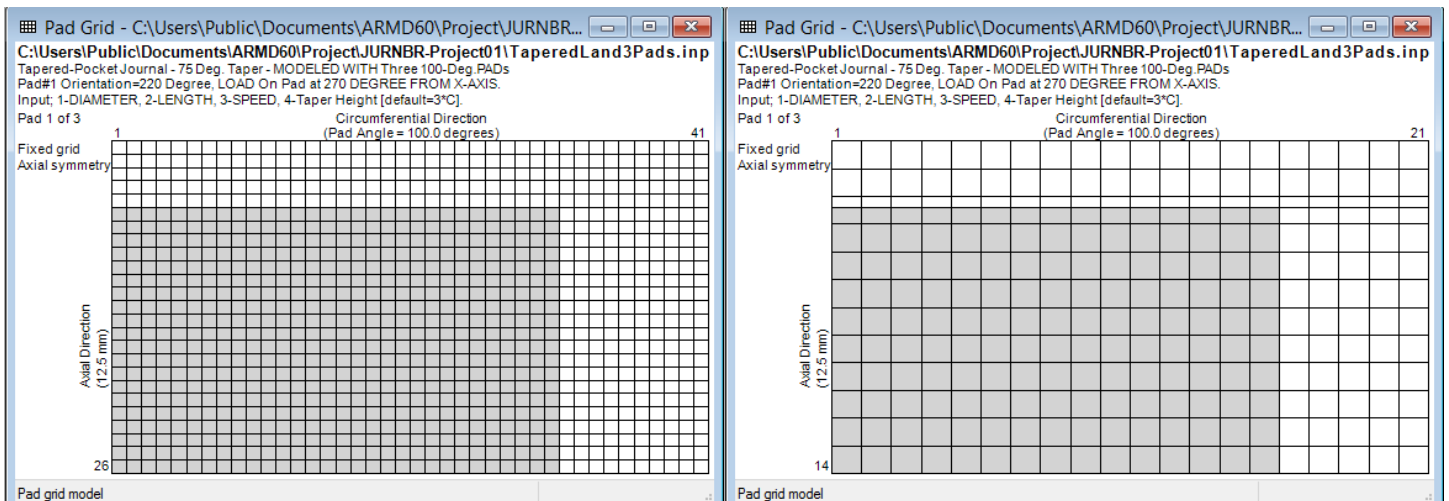 Pad Grid - C:\Users\Public\Documents\ARMD60\Project\JURNBR...
C:\Users\Public\Documents\ARMD60\Project\JURNBR-Project01\TaperedLand3Pads.inp
Tapered-Pocket Journal - 75 Deg. Taper - MODELED WITH Three 100-Deg.PADs
Pad#1 Orientation=220 Degree, LOAD On Pad at 270 DEGREE FROM X-AXIS.
Input; 1-DIAMETER, 2-LENGTH, 3-SPEED, 4-Taper Height [default=3*C].
Pad 1 of 3
Circumferential Direction
1
(Pad Angle = 100.0 degrees)
41
Fixed grid
Axial symmetry
Axial Direction
(12.5 mm)
26
Pad grid model
Pad Grid - C:\Users\Public\Documents\ARMD60\Project\JURNBR...
C:\Users\Public\Documents\ARMD60\Project\JURNBR-Project01\TaperedLand3Pads.inp
Tapered-Pocket Journal - 75 Deg. Taper - MODELED WITH Three 100-Deg.PADs
Pad#1 Orientation=220 Degree, LOAD On Pad at 270 DEGREE FROM X-AXIS.
Input; 1-DIAMETER, 2-LENGTH, 3-SPEED, 4-Taper Height [default=3*C].
Pad 1 of 3
Circumferential Direction
1
(Pad Angle = 100.0 degrees)
21
Fixed grid
Axial symmetry
Axial Direction
(12.5 mm)
14
Pad grid model